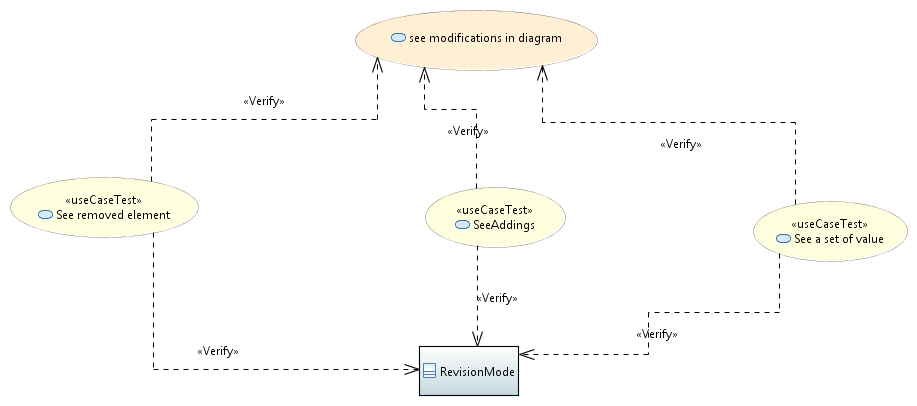 see modifications in diagram
«Verify»
«Verify»
«Verify»
«useCaseTest»
See removed element
«useCaseTest»
SeeAddings
«useCaseTest»
See a set of value
«Verify»
«Verify»
«Verify»
RevisionMode